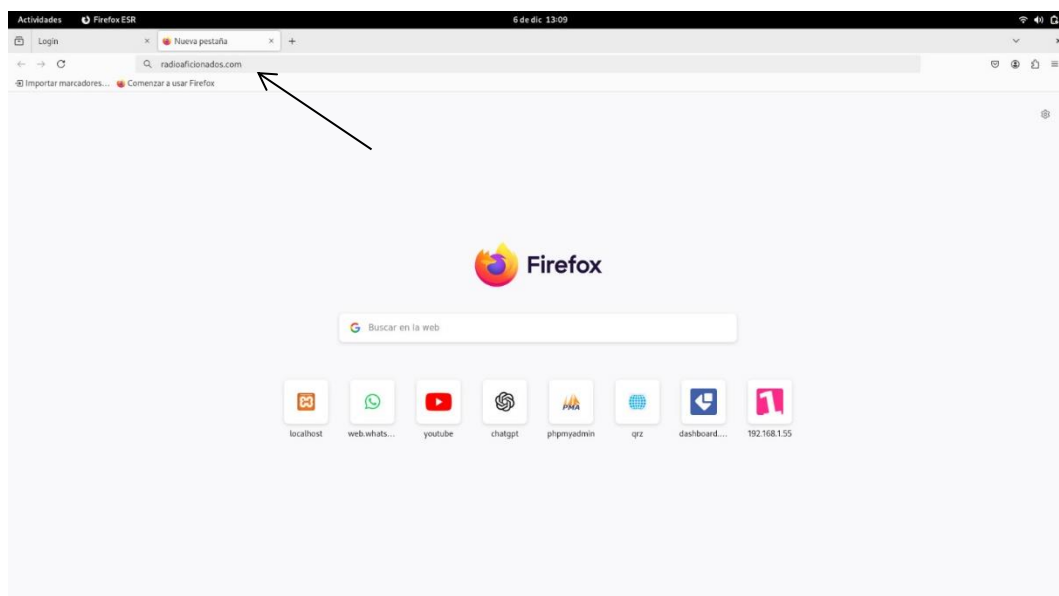 Actividades Firefox ESR 6 de dic 13:09
Login Nueva pestaña
radioaficionados.com
Importar marcadores... Comenzar a usar Firefox
Firefox
Buscar en la web
PMA
localhost web.whats... youtube chatgpt phpmyadmin qrz dashboard.... 192.168.1.55